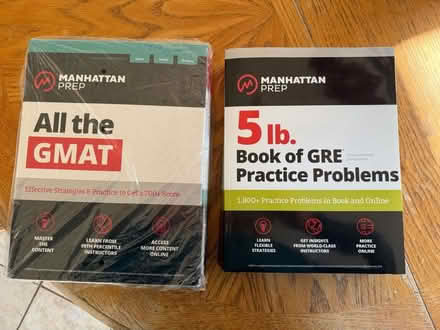 MANHATTAN
PREP
All the
GMAT
Effective Strategies & Practice to Get a 700+ Score
MASTER
THE
CONTENT
LEARN FROM
99TH PERCENTILE
INSTRUCTORS
ACCESS
MORE CONTENT
ONLINE
MANHATTAN
PREP
5 lb.
Book of GRE
Practice Problems
1,800+ Practice Problems in Book and Online
LEARN
FLEXIBLE
STRATEGIES
GET INSIGHTS
FROM WORLD-CLASS
INSTRUCTORS
MORE
PRACTICE
ONLINE